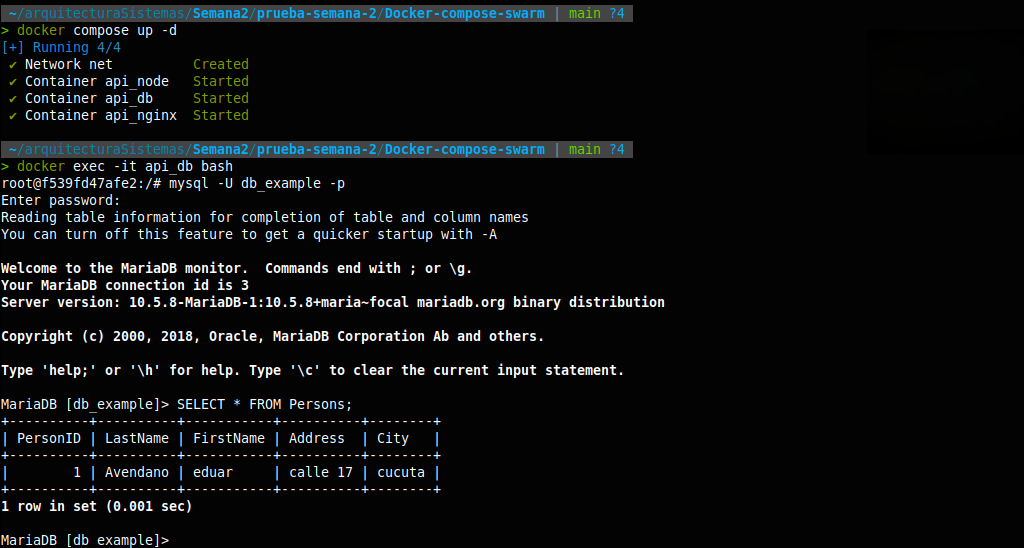 ~/arquitecturaSistemas/Semana2/prueba-semana-2/Docker-compose-swarm | main ?4
> docker compose up -d
[+] Running 4/4
✔ Network net Created
✔ Container api_node Started
✔ Container api_db Started
✔ Container api_nginx Started
~/arquitecturaSistemas/Semana2/prueba-semana-2/Docker-compose-swarm | main ?4
> docker exec -it api_db bash
root@f539fd47afe2:/# mysql -U db_example -p
Enter password:
Reading table information for completion of table and column names
You can turn off this feature to get a quicker startup with -A
Welcome to the MariaDB monitor.  Commands end with ; or \g.
Your MariaDB connection id is 3
Server version: 10.5.8-MariaDB-1:10.5.8+maria~focal mariadb.org binary distribution
Copyright (c) 2000, 2018, Oracle, MariaDB Corporation Ab and others.
Type 'help;' or '\h' for help. Type '\c' to clear the current input statement.
MariaDB [db_example]> SELECT * FROM Persons;
+----------+----------+-----------+----------+--------+
| PersonID | LastName | FirstName | Address  | City   |
+----------+----------+-----------+----------+--------+
|        1 | Avendano | eduar     | calle 17 | cucuta |
+----------+----------+-----------+----------+--------+
1 row in set (0.001 sec)
MariaDB [db_example]>